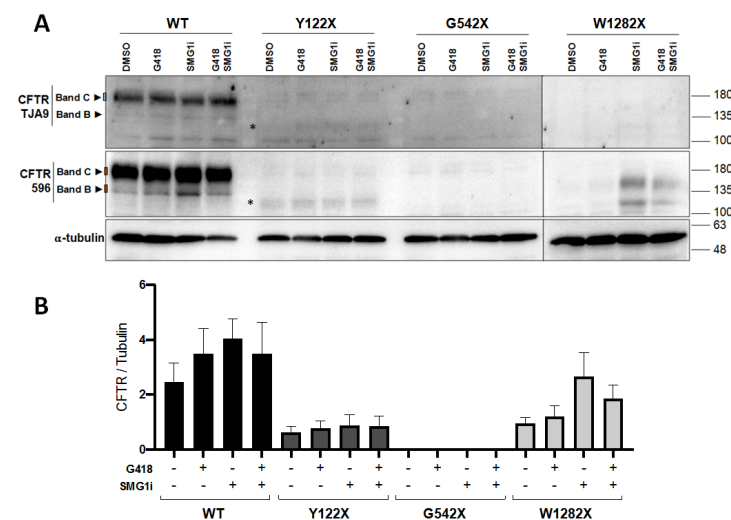 A
WT Y122X G542X W1282X
DMSO G418 SMG1i G418 SMG1i DMSO G418 SMG1i G418 SMG1i DMSO G418 SMG1i G418 SMG1i DMSO G418 SMG1i G418 SMG1i
CFTR TJA9 Band C ► 180
Band B ► 135
*
100
CFTR 596 Band C ► 180
Band B ► 135
*
100
α-tubulin 63
48
B
CFTR / Tubulin
6
4
2
0
G418 - + - + - + - + - + - + - + - +
SMG1i - - + + - - + + - - + + - - + +
WT Y122X G542X W1282X